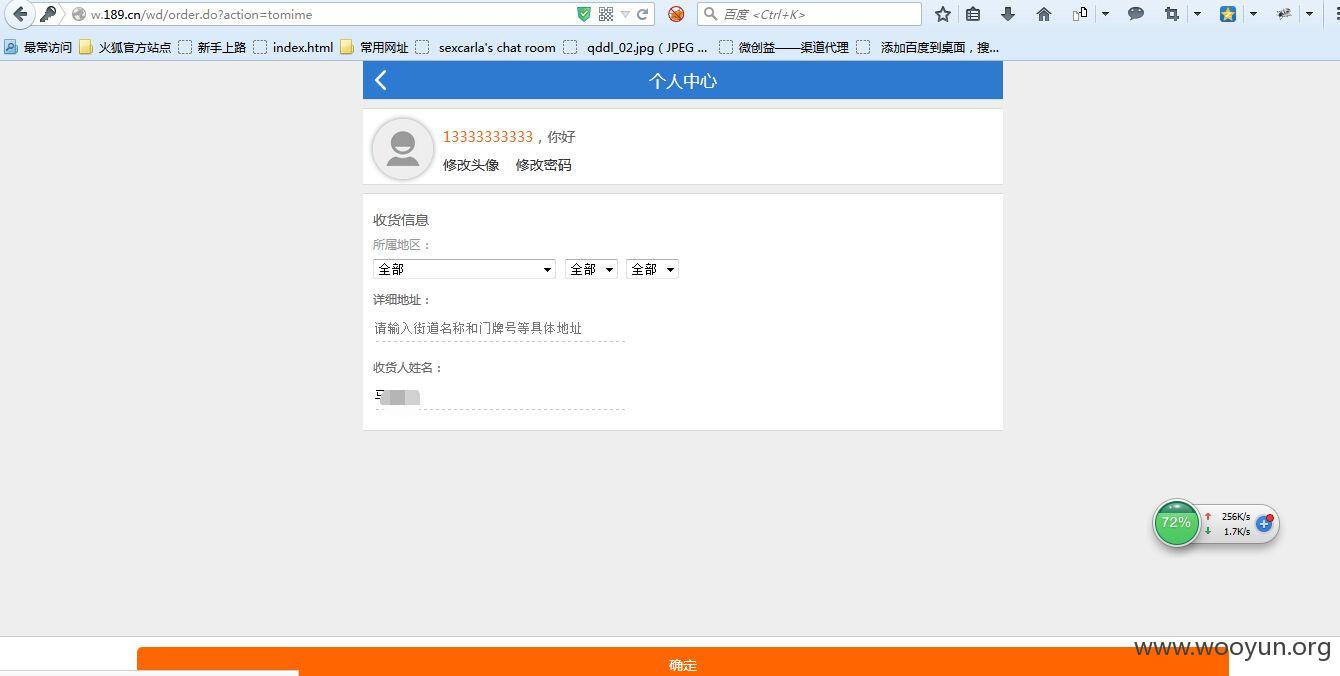 w.189.cn/wd/order.do?action=tomime 百度 <Ctrl+K>
最常访问 火狐官方站点 新手上路 index.html 常用网址 sexcarla's chat room qddl_02.jpg ( JPEG ... 微创益——渠道代理 添加百度到桌面，搜...
个人中心
13333333333，你好
修改头像 修改密码
收货信息
所属地区：
全部 全部 全部
详细地址：
请输入街道名称和门牌号等具体地址
收货人姓名：
72% 256K/s
1.7K/s
www.wooyun.org
确定